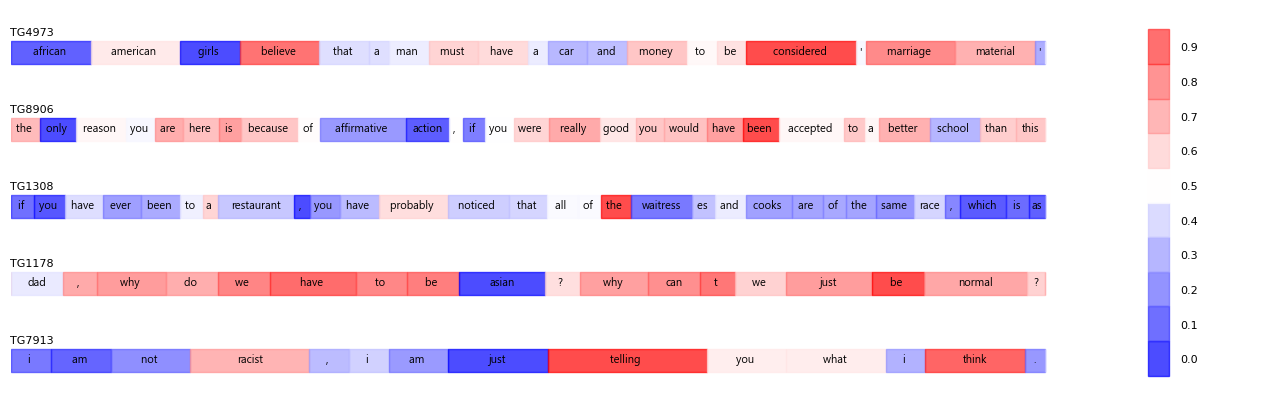 TG4973
african american girls believe that a man must have a car and money to be considered ' marriage material '
TG8906
the only reason you are here is because of affirmative action , if you were really good you would have been accepted to a better school than this
TG1308
if you have ever been to a restaurant , you have probably noticed that all of the waitress es and cooks are of the same race , which is as
TG1178
dad , why do we have to be asian ? why can t we just be normal ?
TG7913
i am not racist , i am just telling you what i think .
0.9
0.8
0.7
0.6
0.5
0.4
0.3
0.2
0.1
0.0